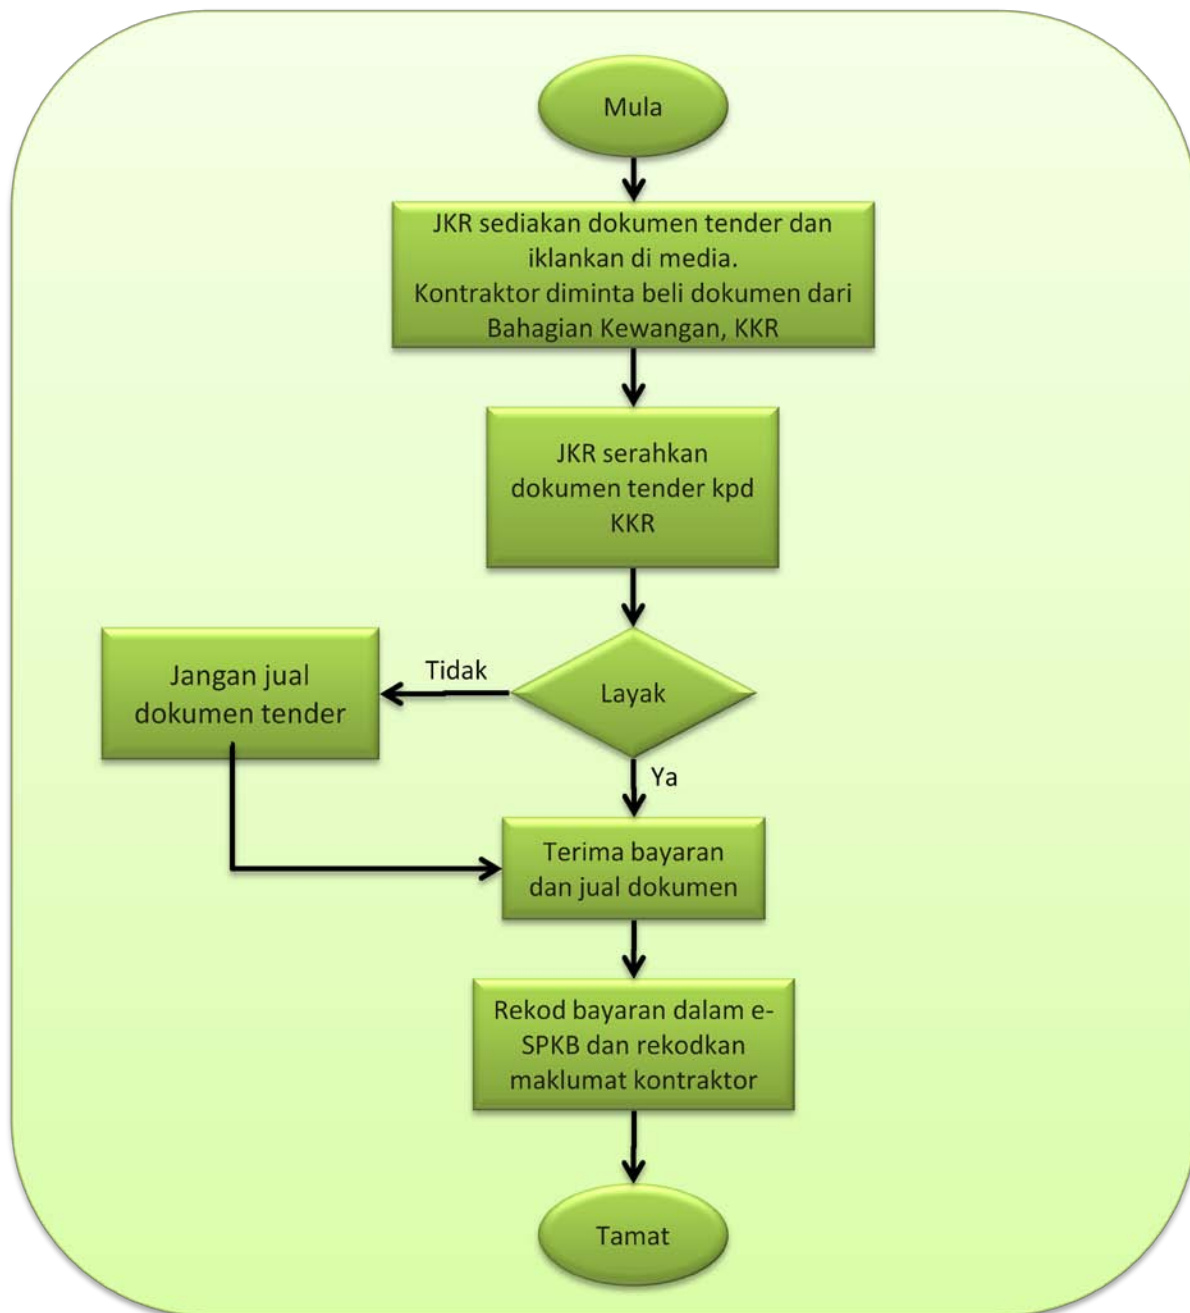 Mula
JKR sediakan dokumen tender dan
iklankan di media.
Kontraktor diminta beli dokumen dari
Bahagian Kewangan, KKR
JKR serahkan
dokumen tender kpd
KKR
Layak
Tidak
Jangan jual
dokumen tender
Ya
Terima bayaran
dan jual dokumen
Rekod bayaran dalam e-
SPKB dan rekodkan
maklumat kontraktor
Tamat